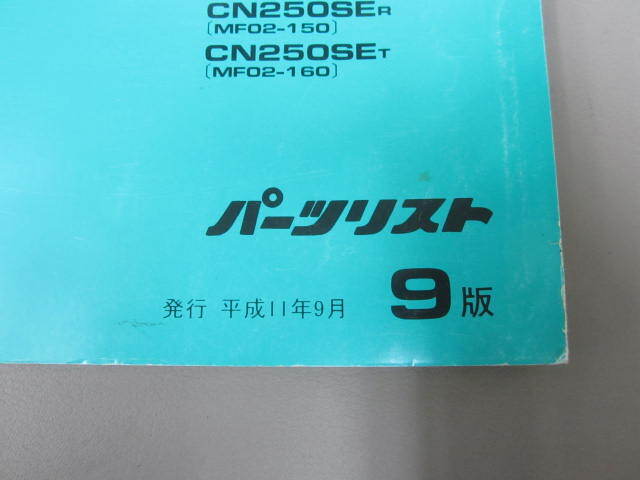 CN250SER
[MF02-150]
CN250SET
[MF02-160]
パーツリスト
9版
発行 平成11年9月